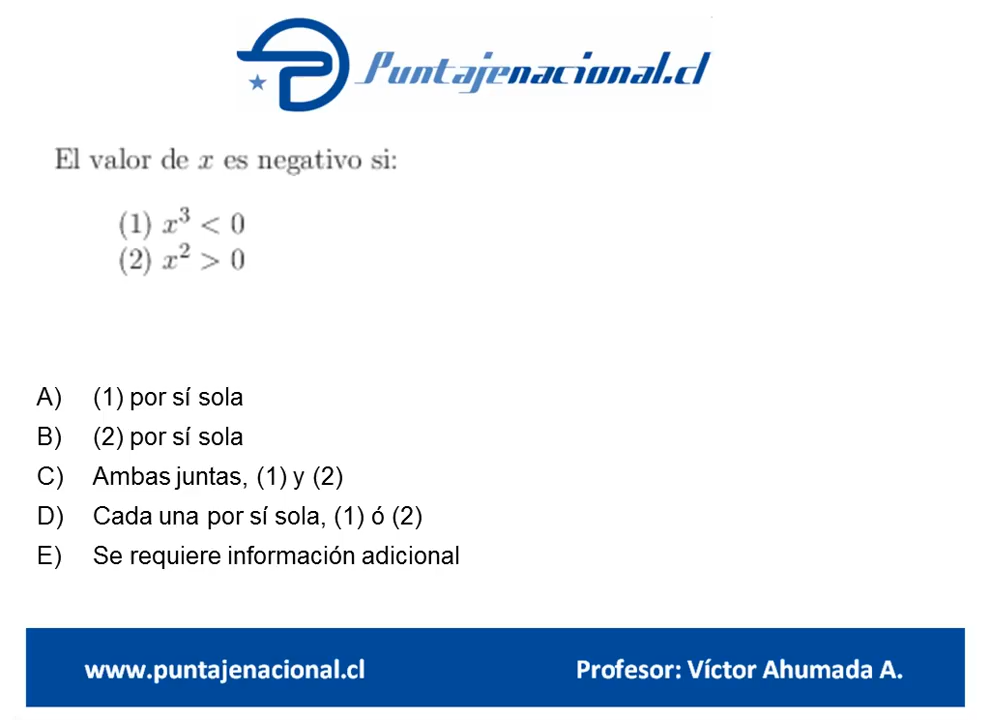 Puntajenacional.cl
El valor de x es negativo si:
(1) x³ < 0
(2) x² > 0
A) (1) por sí sola
B) (2) por sí sola
C) Ambas juntas, (1) y (2)
D) Cada una por sí sola, (1) ó (2)
E) Se requiere información adicional
www.puntajenacional.cl Profesor: Víctor Ahumada A.